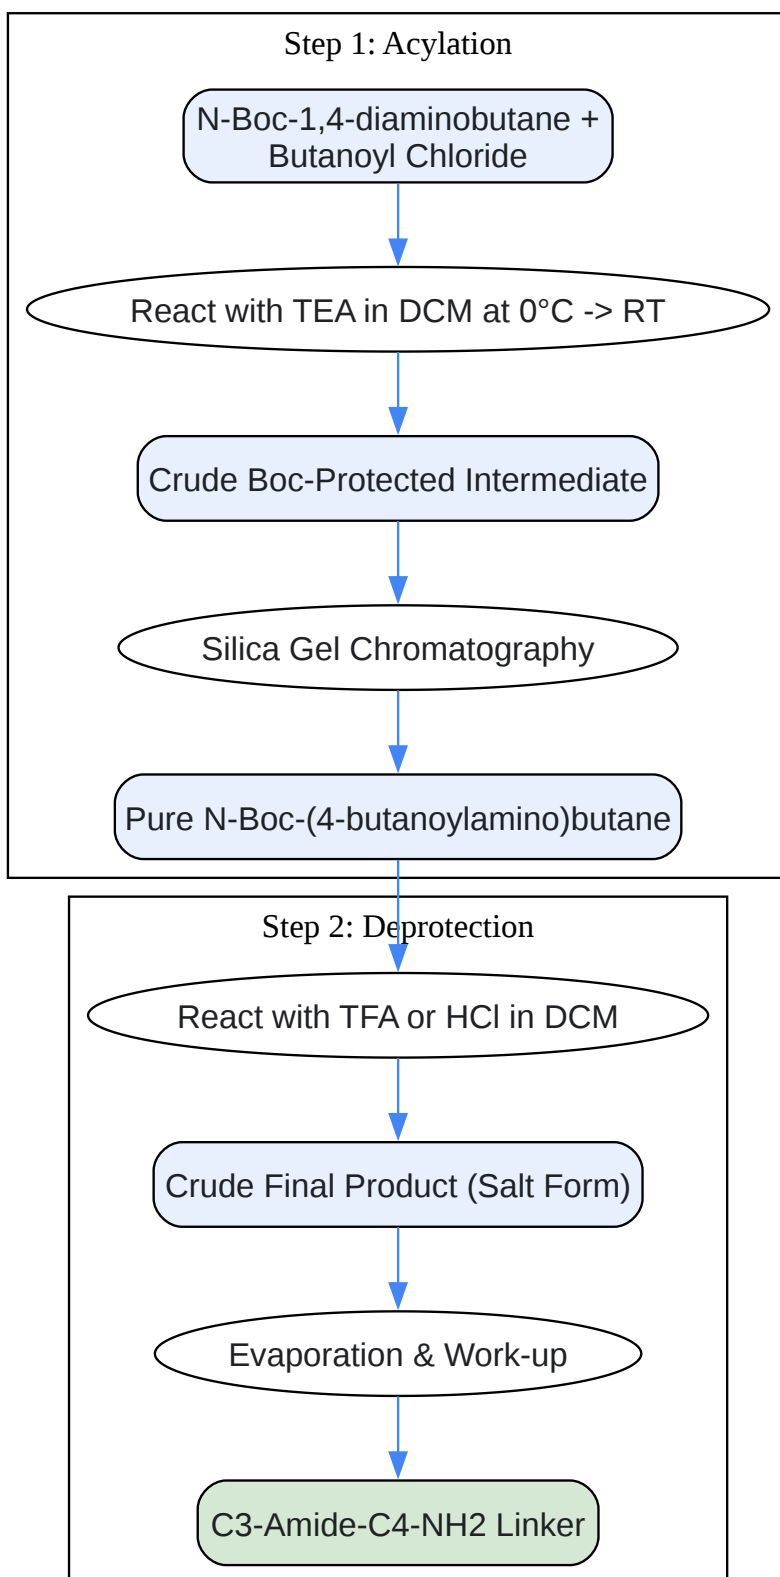 Step 1: Acylation
N-Boc-1,4-diaminobutane +
Butanoyl Chloride
React with TEA in DCM at 0°C -> RT
Crude Boc-Protected Intermediate
Silica Gel Chromatography
Pure N-Boc-(4-butanoylamino)butane
Step 2: Deprotection
React with TFA or HCl in DCM
Crude Final Product (Salt Form)
Evaporation & Work-up
C3-Amide-C4-NH2 Linker